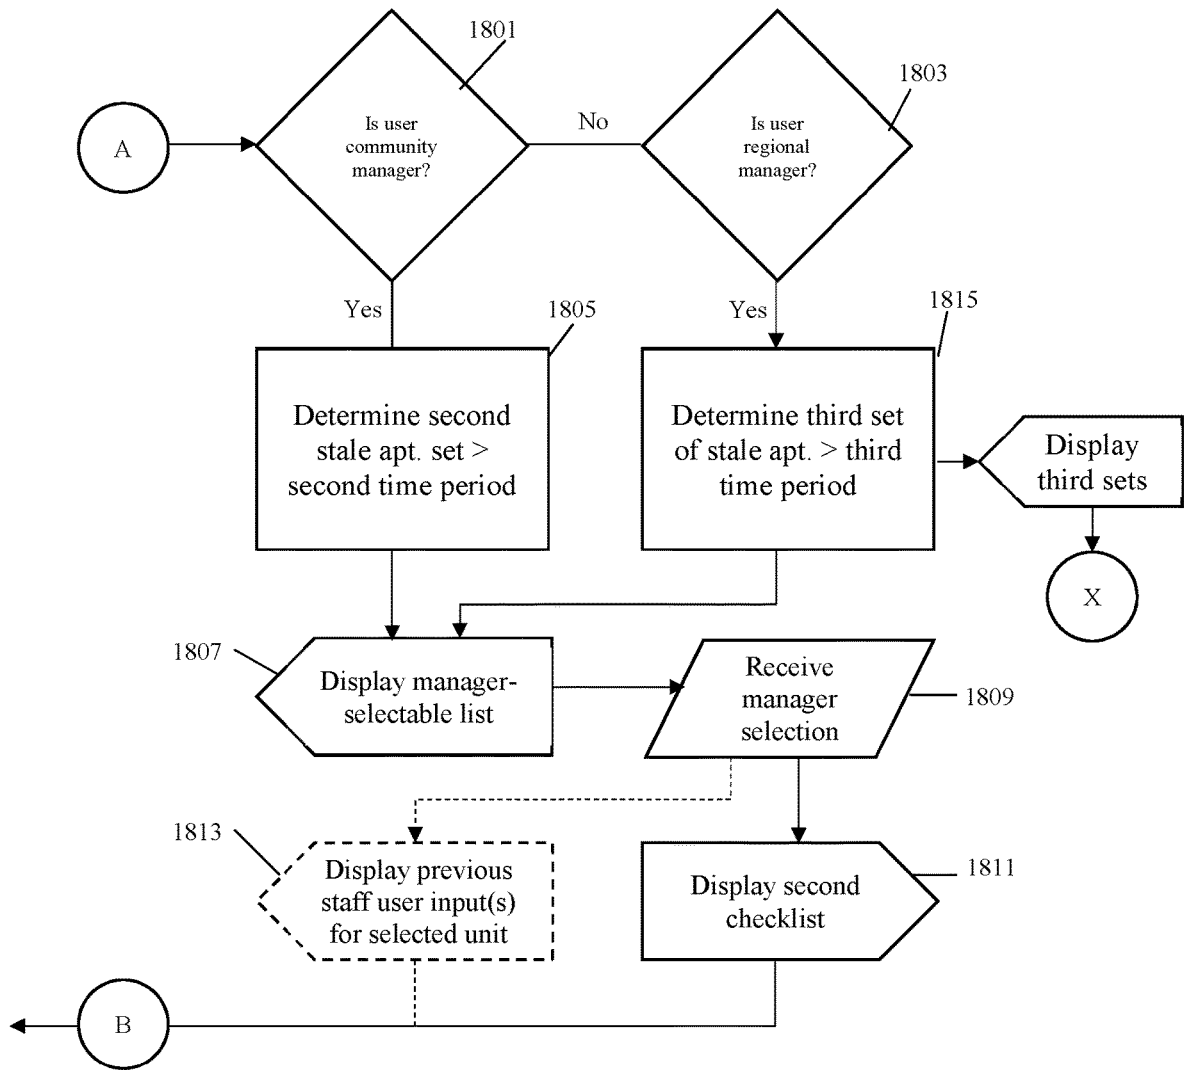 1801
1803
A
Is user
community
manager?
No
Is user
regional
manager?
Yes
1805
Yes
1815
Determine second
stale apt. set >
second time period
Determine third set
of stale apt. > third
time period
Display
third sets
X
1807
Display manager-
selectable list
Receive
manager
selection
1809
1813
Display previous
staff user input(s)
for selected unit
Display second
checklist
1811
B